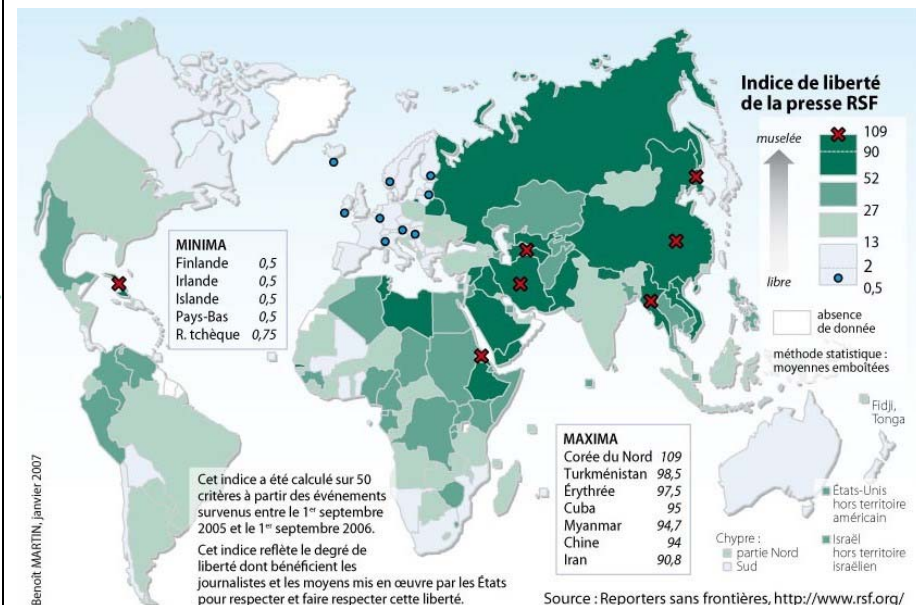 Indice de liberté
de la presse RSF
muselée
109
90
52
27
13
2
0,5
libre
absence
de donnée
méthode statistique :
moyennes emboîtées
MINIMA
Finlande 0,5
Irlande 0,5
Islande 0,5
Pays-Bas 0,5
R. tchèque 0,75
Fidji,
Tonga
MAXIMA
Corée du Nord 109
Turkménistan 98,5
Érythrée 97,5
Cuba 95
Myanmar 94,7
Chine 94
Iran 90,8
Cet indice a été calculé sur 50
critères à partir des événements
survenus entre le 1er septembre
2005 et le 1er septembre 2006.
Cet indice reflète le degré de
liberté dont bénéficient les
journalistes et les moyens mis en œuvre par les États
pour respecter et faire respecter cette liberté.
Chypre :
partie Nord
Sud
États-Unis
hors territoire
américain
Israël
hors territoire
israélien
Source : Reporters sans frontières, http://www.rsf.org/
Benoît MARTIN, janvier 2007